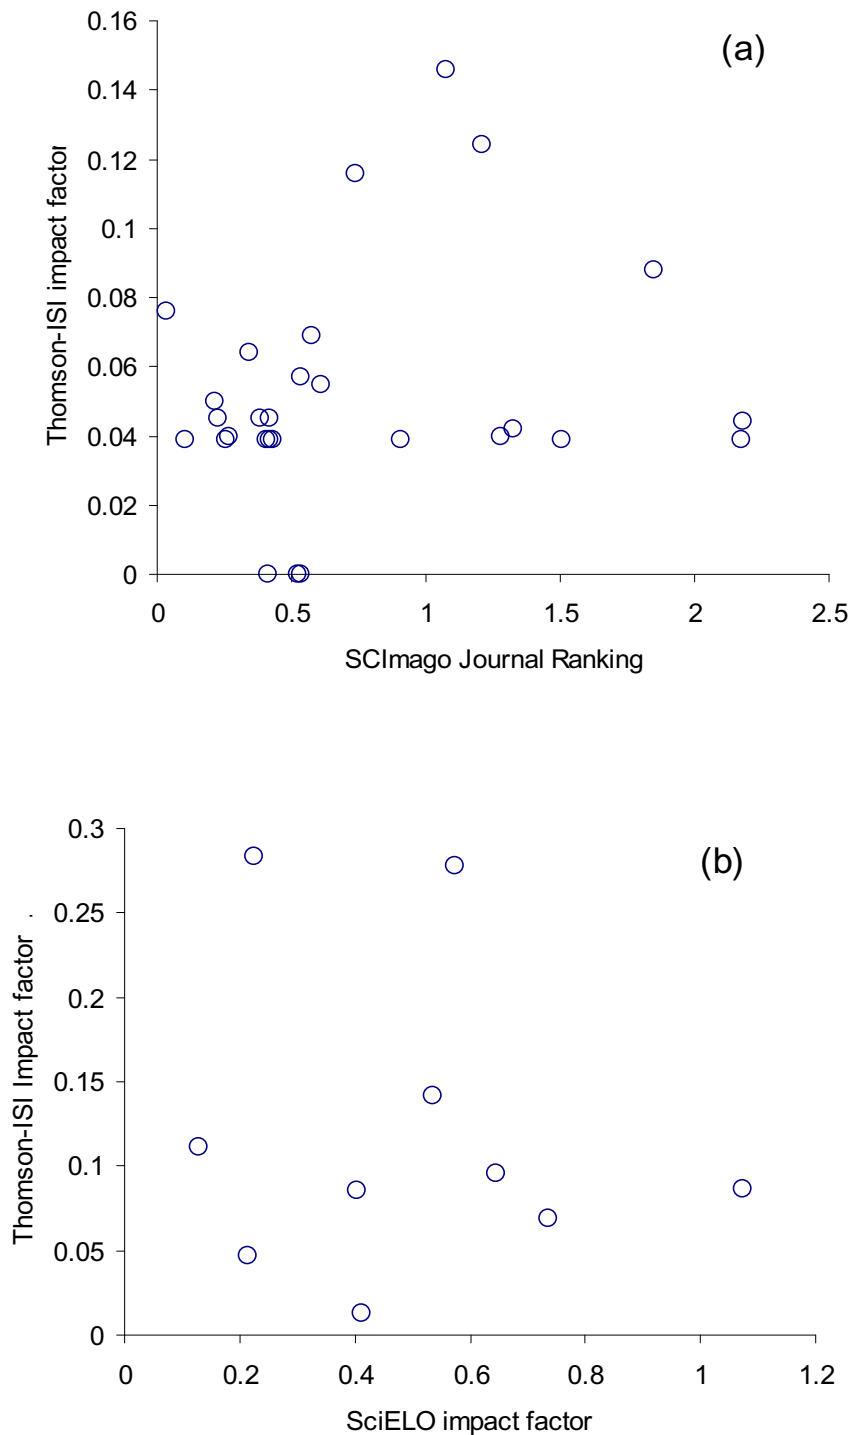 (a)
Thomson-ISI impact factor
0.16
0.14
0.12
0.1
0.08
0.06
0.04
0.02
0
0 0.5 1 1.5 2 2.5
SCImago Journal Ranking
(b)
Thomson-ISI Impact factor .
0.3
0.25
0.2
0.15
0.1
0.05
0
0 0.2 0.4 0.6 0.8 1 1.2
SciELO impact factor